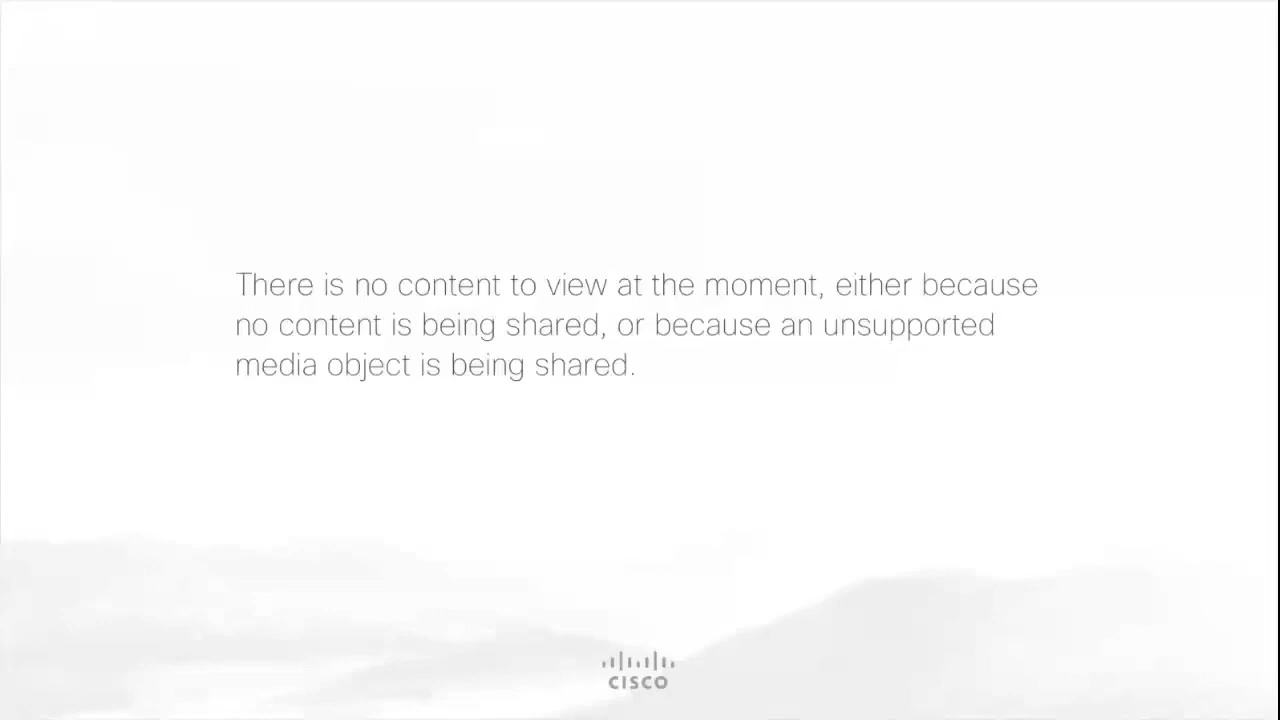 There is no content to view at the moment, either because
no content is being shared, or because an unsupported
media object is being shared.
CISCO